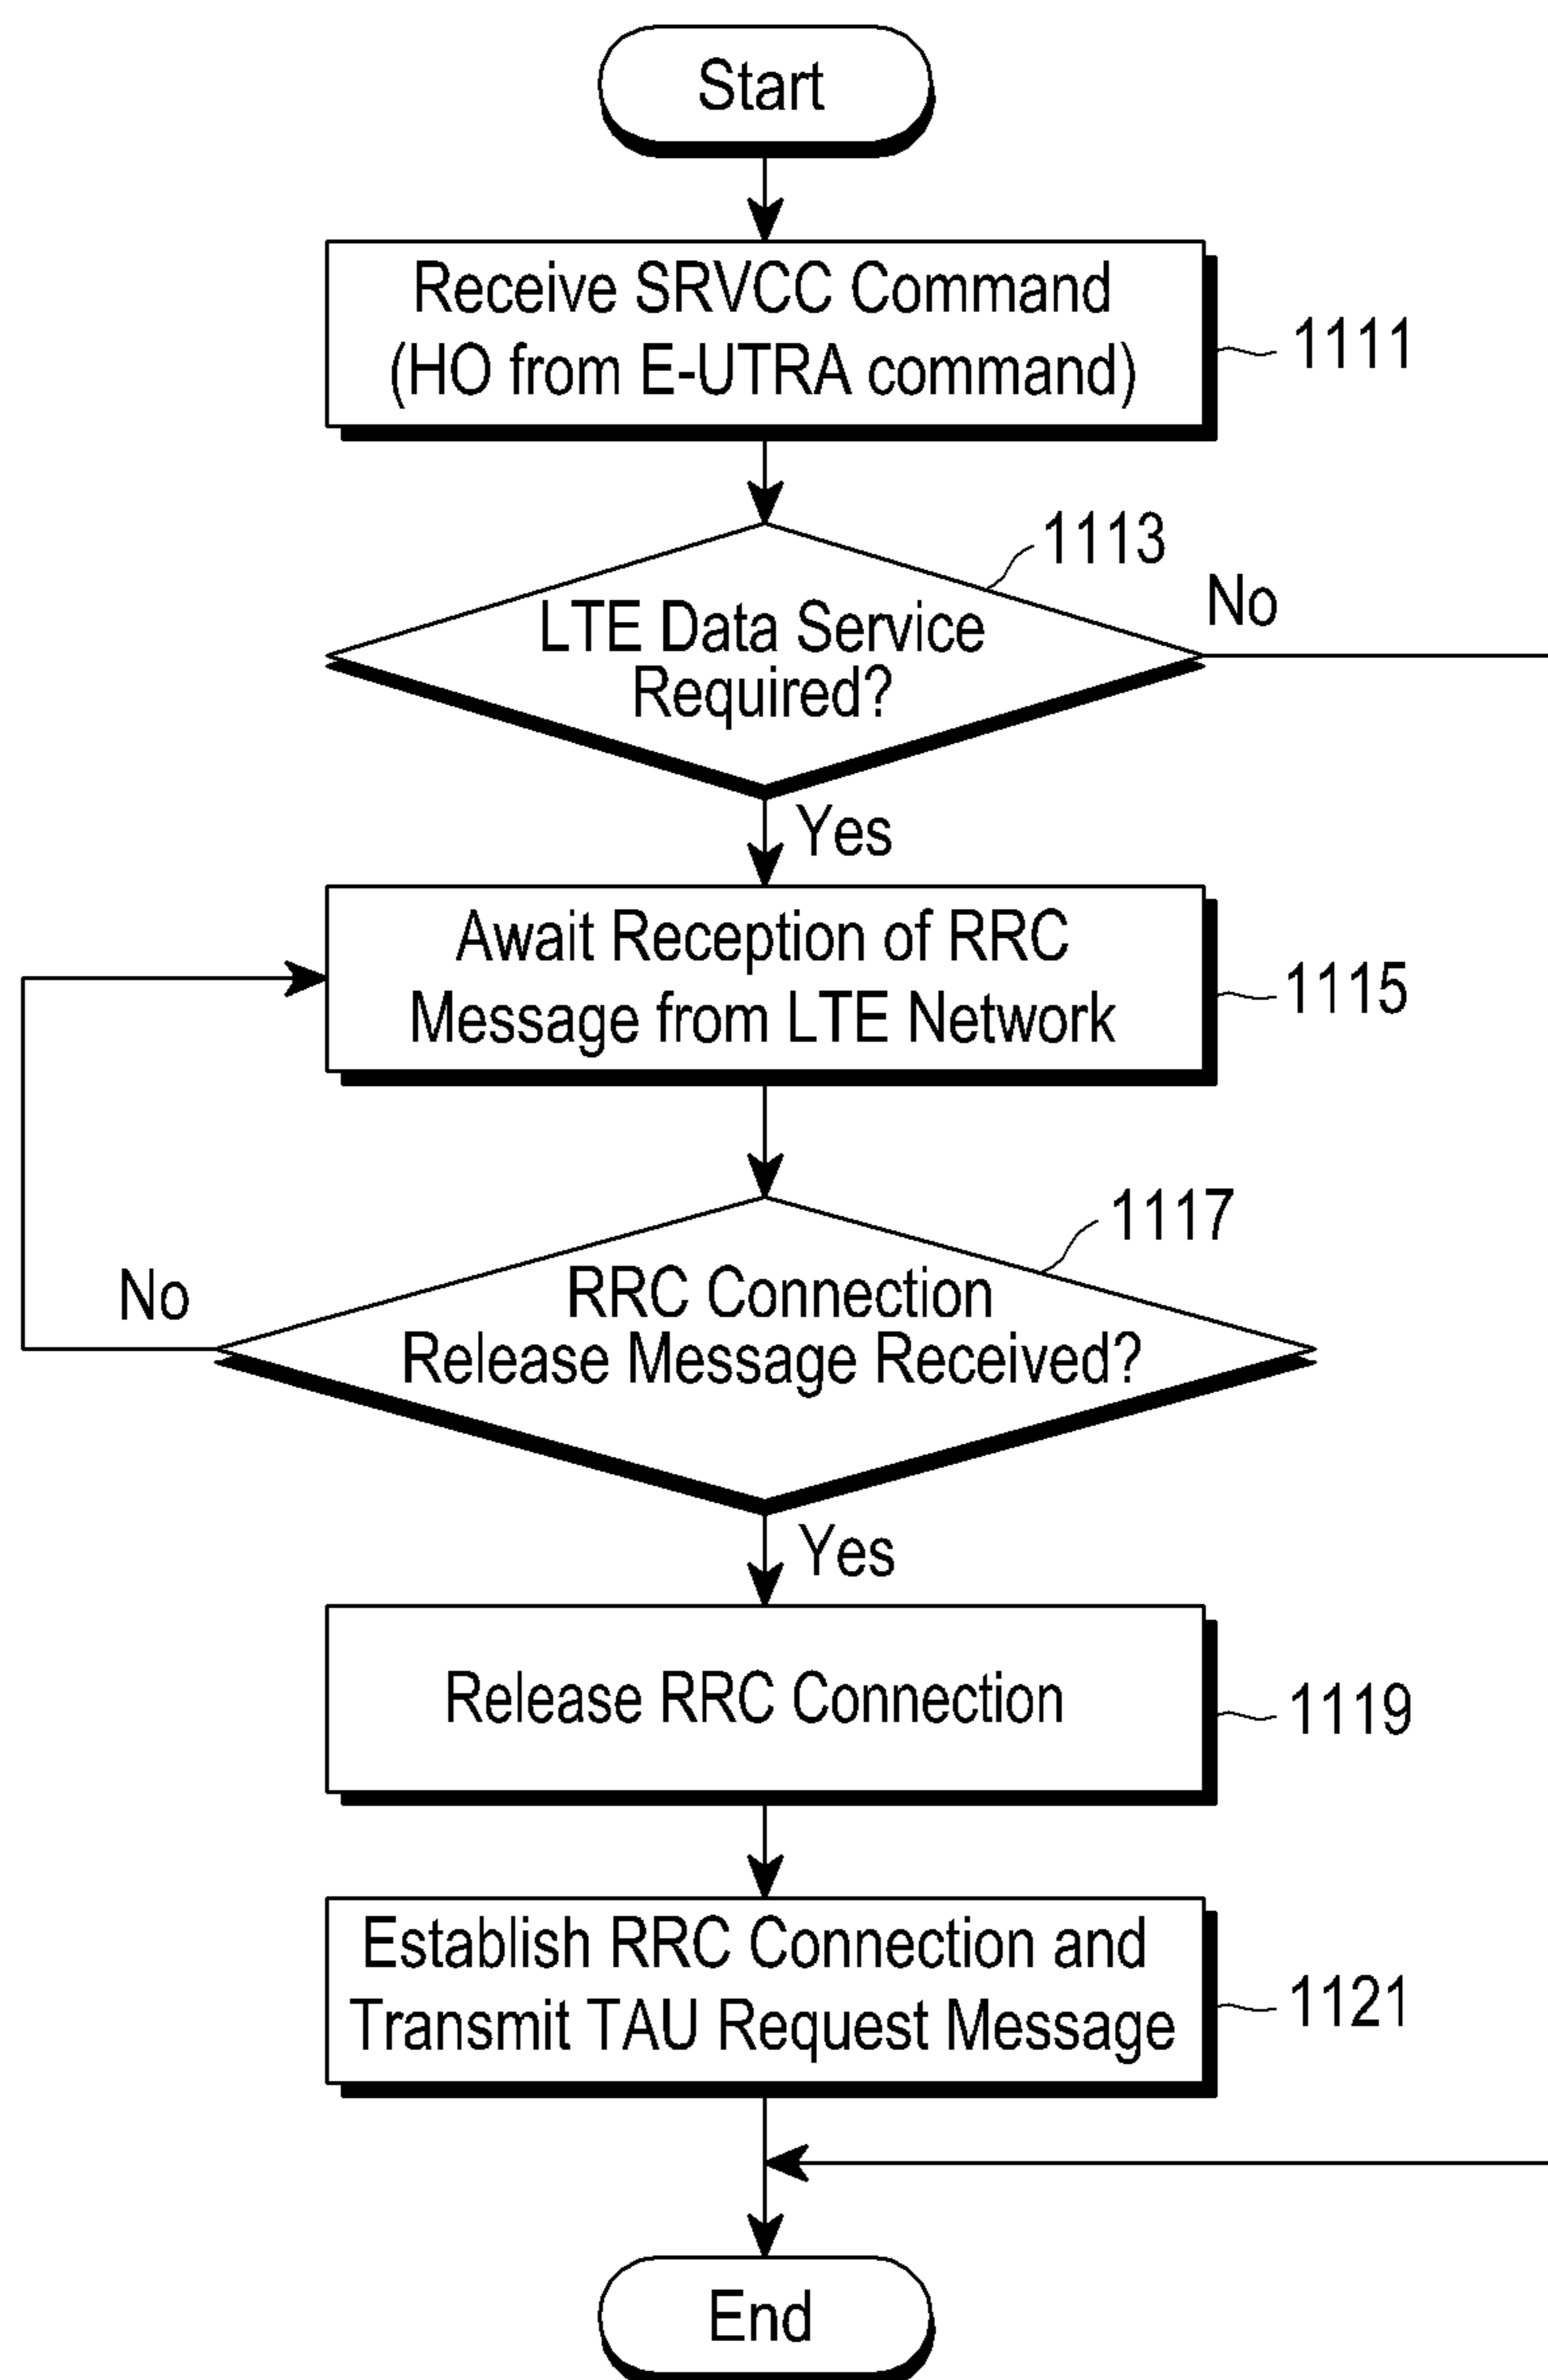 Start
Receive SRVCC Command
(HO from E-UTRA command)
1111
1113
LTE Data Service
Required?
No
Yes
Await Reception of RRC
Message from LTE Network
1115
1117
RRC Connection
Release Message Received?
No
Yes
Release RRC Connection
1119
Establish RRC Connection and
Transmit TAU Request Message
1121
End